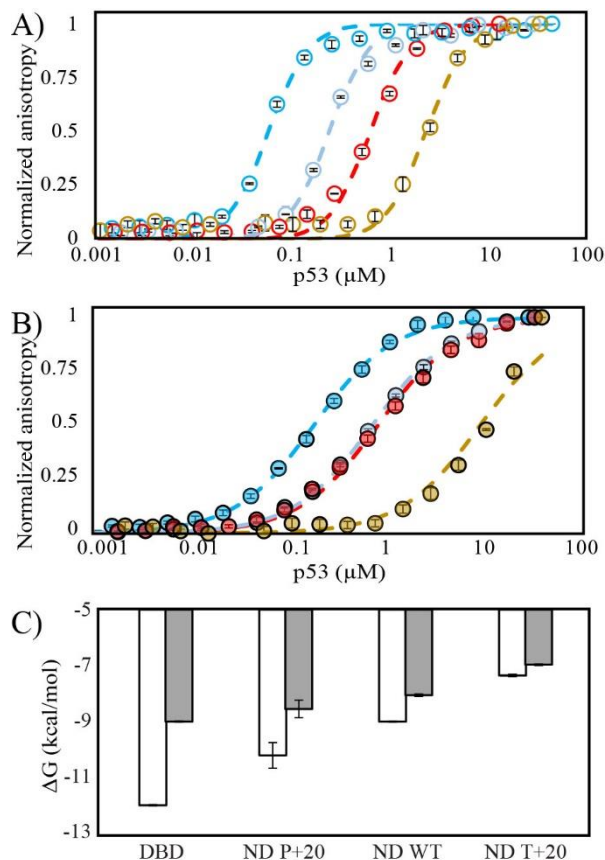 A)
Normalized anisotropy
1
0.75
0.5
0.25
0
0.001 0.01 0.1 1 10 100
p53 (µM)
B)
Normalized anisotropy
1
0.75
0.5
0.25
0
0.001 0.01 0.1 1 10 100
p53 (µM)
C)
ΔG (kcal/mol)
-5
-7
-9
-11
-13
DBD ND P+20 ND WT ND T+20